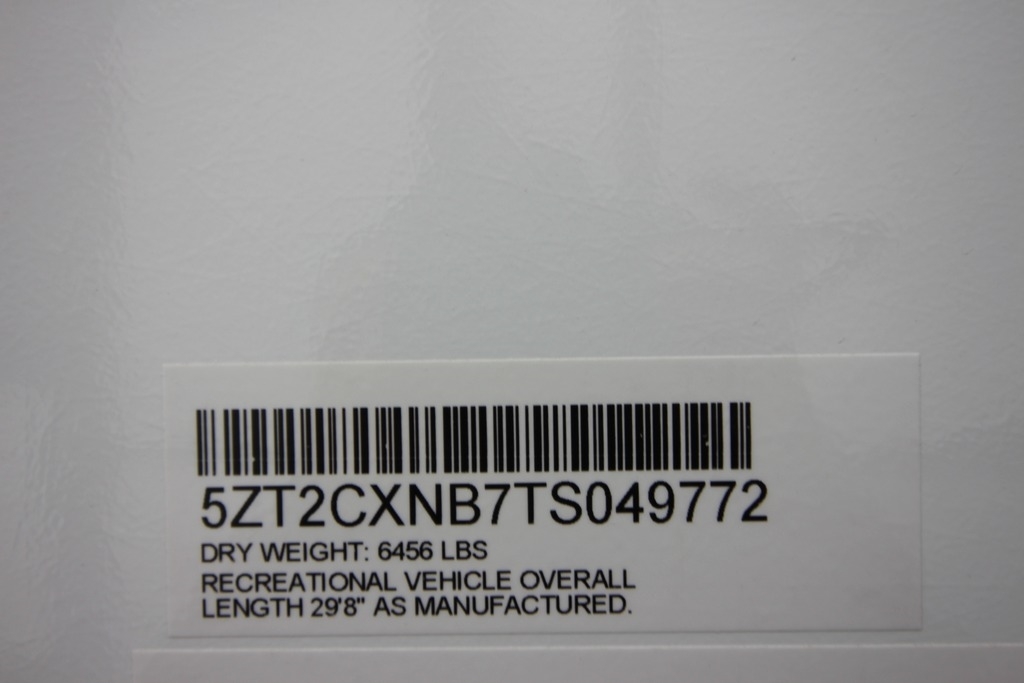 5ZT2CXNB7TS049772
DRY WEIGHT: 6456 LBS
RECREATIONAL VEHICLE OVERALL
LENGTH 29'8" AS MANUFACTURED.